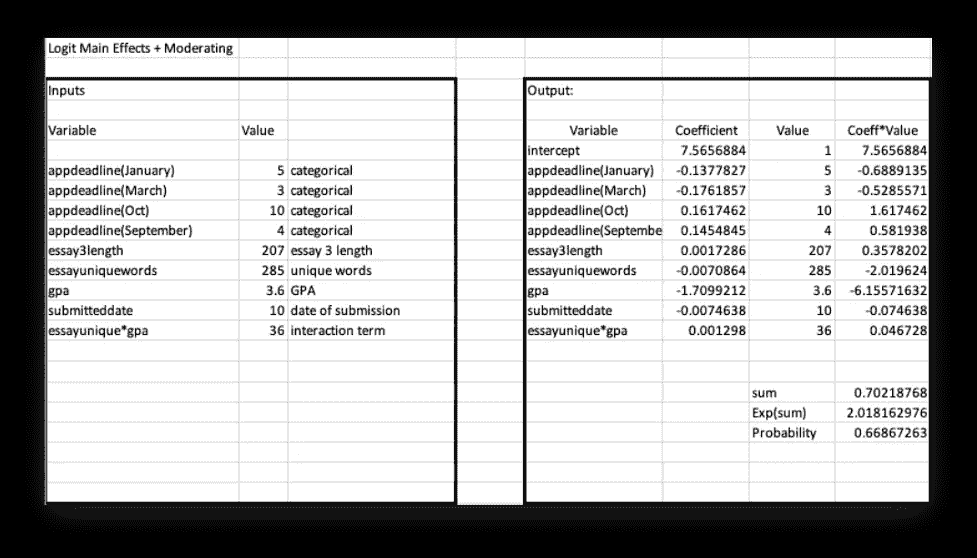 Logit Main Effects + Moderating
Inputs
Variable Value
appdeadline(January) 5 categorical
appdeadline(March) 3 categorical
appdeadline(Oct) 10 categorical
appdeadline(September) 4 categorical
essay3length 207 essay 3 length
essayuniquewords 285 unique words
gpa 3.6 GPA
submitteddate 10 date of submission
essayunique*gpa 36 interaction term
Output:
Variable Coefficient Value Coeff*Value
intercept 7.5656884 1 7.5656884
appdeadline(January) -0.1377827 5 -0.6889135
appdeadline(March) -0.1761857 3 -0.5285571
appdeadline(Oct) 0.1617462 10 1.617462
appdeadline(Septembe 0.1454845 4 0.581938
essay3length 0.0017286 207 0.3578202
essayuniquewords -0.0070864 285 -2.019624
gpa -1.7099212 3.6 -6.15571632
submitteddate -0.0074638 10 -0.074638
essayunique*gpa 0.001298 36 0.046728
sum 0.70218768
Exp(sum) 2.018162976
Probability 0.66867263